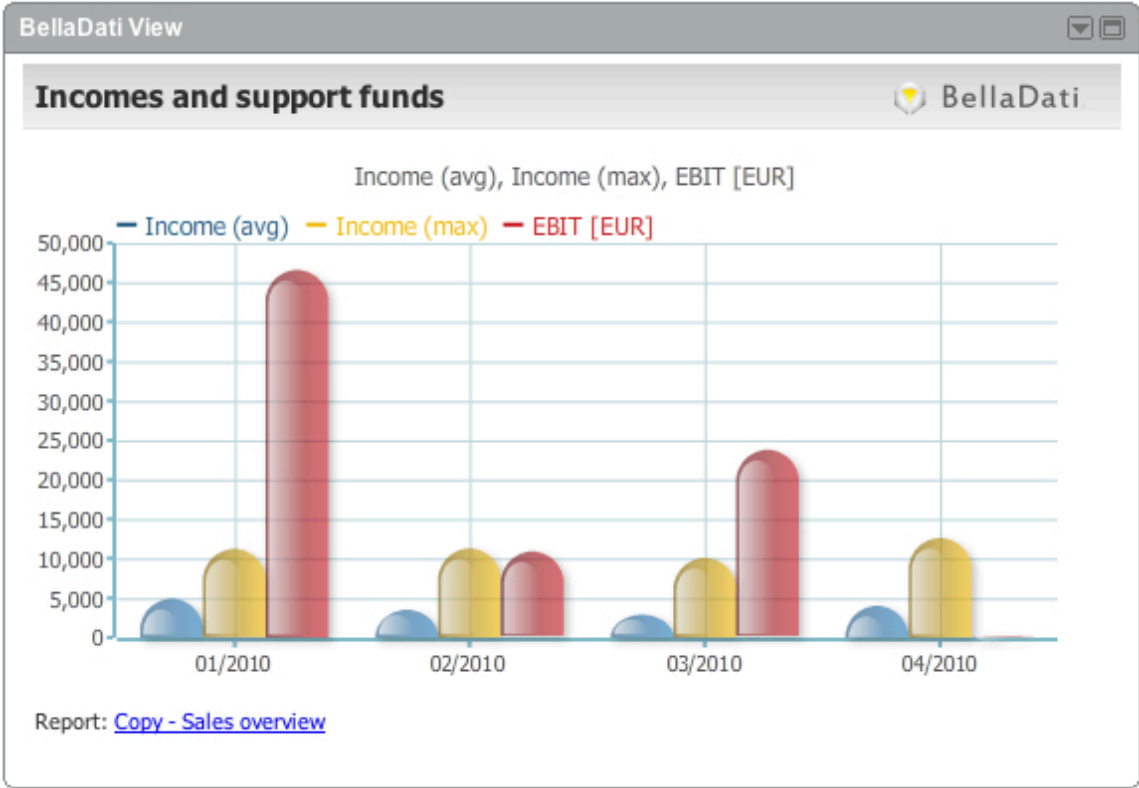 BellaDati View
Incomes and support funds
BellaDati
Income (avg), Income (max), EBIT [EUR]
Income (avg) Income (max) EBIT [EUR]
50,000
45,000
40,000
35,000
30,000
25,000
20,000
15,000
10,000
5,000
0
01/2010 02/2010 03/2010 04/2010
Report: Copy - Sales overview